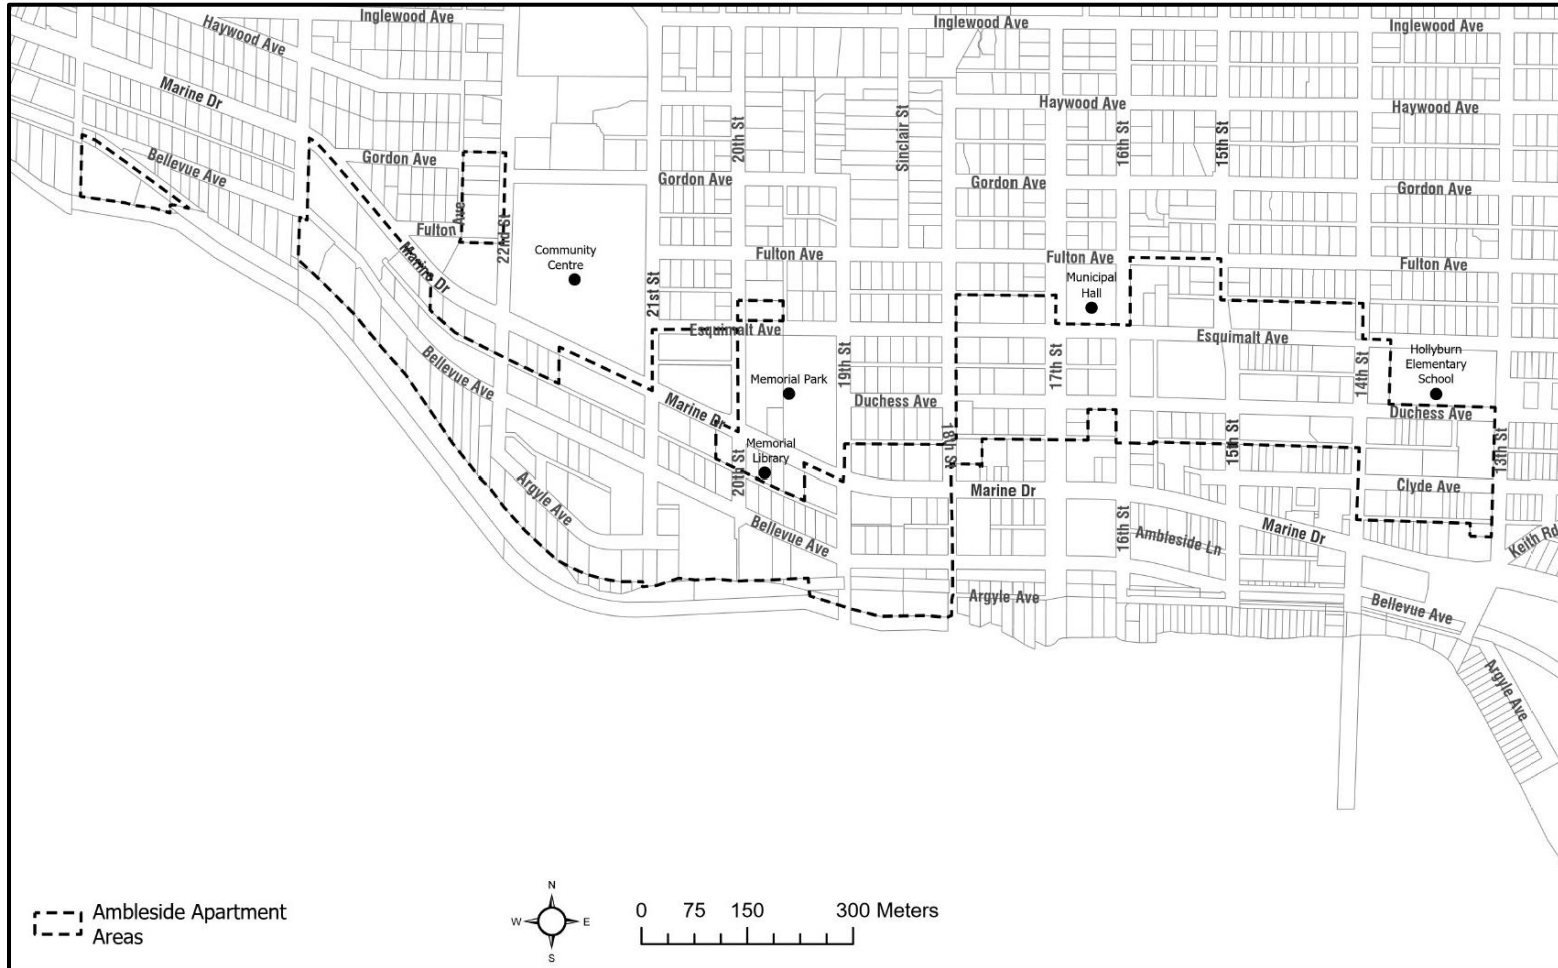 Inglewood Ave
Inglewood Ave
Inglewood Ave
Haywood Ave
Marine Dr
Haywood Ave
Haywood Ave
Sinclair St
20th St
16th St
15th St
Bellevue Ave
Gordon Ave
Gordon Ave
Gordon Ave
Gordon Ave
Fulton Ave
22nd St
Community
Centre
Fulton Ave
Fulton Ave
Fulton Ave
Marine Dr
21st St
Municipal
Hall
Esquimalt Ave
Esquimalt Ave
19th St
17th St
14th St
Hollyburn
Elementary
School
Bellevue Ave
Memorial Park
Marine Dr
Duchess Ave
Duchess Ave
18th St
15th St
13th St
Memorial
Library
20th St
Marine Dr
Clyde Ave
Argyle Ave
Bellevue Ave
16th St
Ambleside Ln
Marine Dr
Keith Rd
Argyle Ave
Bellevue Ave
Argyle Ave
Ambleside Apartment
Areas
N
W
E
S
0 75 150 300 Meters